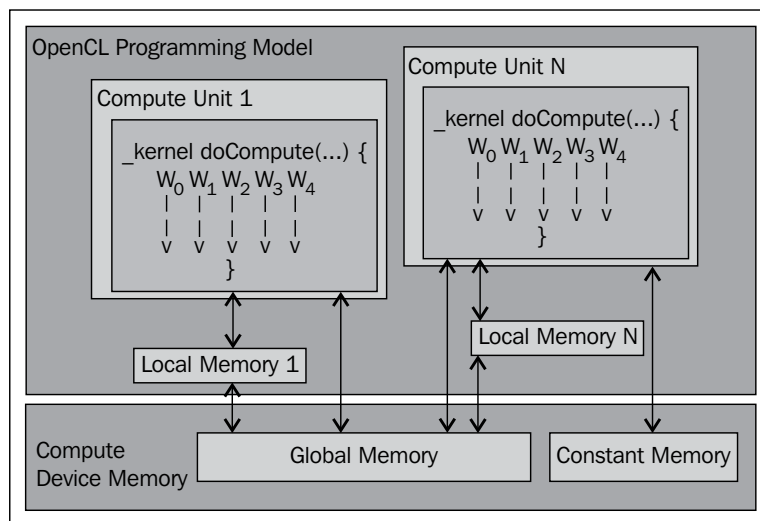 OpenCL Programming Model
Compute Unit 1
_kernel doCompute(...) {
W0 W1 W2 W3 W4
| | | | |
| | | | |
v v v v v
}
Compute Unit N
_kernel doCompute(...) {
W0 W1 W2 W3 W4
| | | | |
| | | | |
v v v v v
}
Local Memory 1
Local Memory N
Compute
Device Memory
Global Memory
Constant Memory